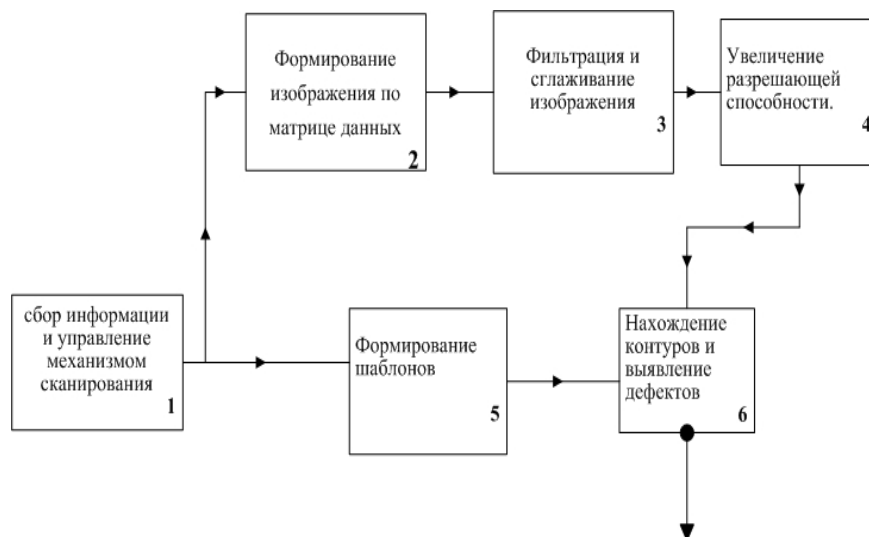 Формирование
изображения по
матрице данных
2
Фильтрация и
сглаживание
изображения
3
Увеличение
разрешающей
способности.
4
сбор информации
и управление
механизмом
сканирования
1
Формирование
шаблонов
5
Нахождение
контуров и
выявление
дефектов
6